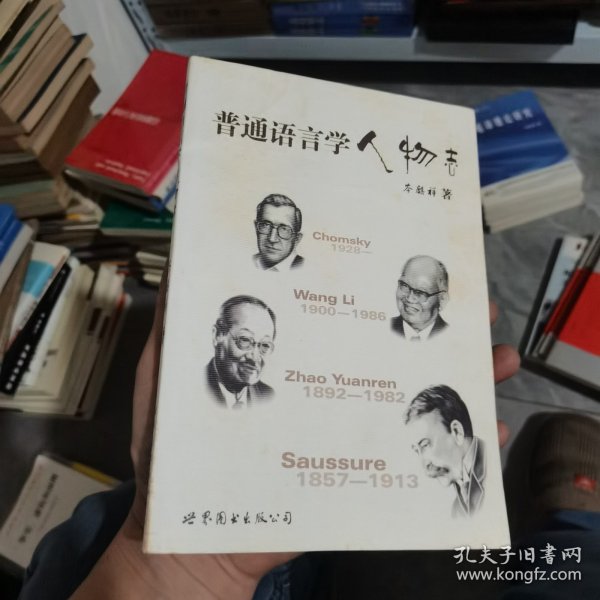 普通语言学人物志
岑麒祥 著
Chomsky
1928—
Wang Li
1900—1986
Zhao Yuanren
1892—1982
Saussure
1857—1913
世界图书出版公司
孔夫子旧书网
www.kongfz.com